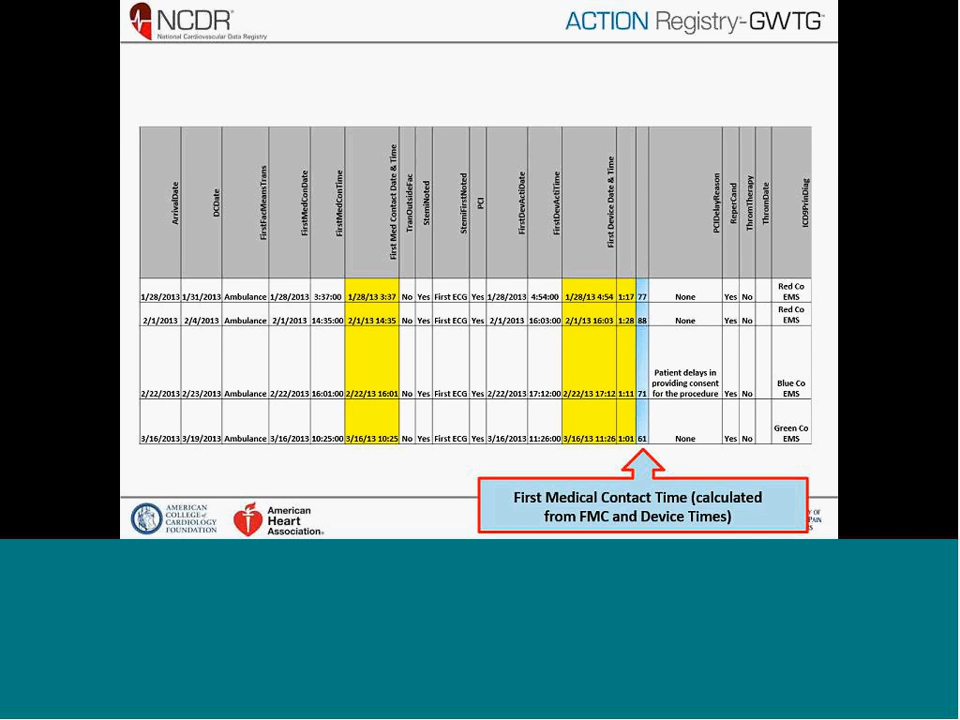 NCDR®
National Cardiovascular Data Registry
ACTION Registry-GWTG™
ArrivalDate DCDate FirstFacMeansTrans FirstMedConDate FirstMedConTime First Med Contact Date & Time TranOutsideFac StemiNoted StemiFirstNoted PCI FirstDevActiDate FirstDevActiTime First Device Date & Time PCIDelayReason ReperCand ThromTherapy ThromDate ICD9PrinDiag
1/28/2013 1/31/2013 Ambulance 1/28/2013 3:37:00 1/28/13 3:37 No Yes First ECG Yes 1/28/2013 4:54:00 1/28/13 4:54 1:17 77 None Yes No Red Co
EMS
2/1/2013 2/4/2013 Ambulance 2/1/2013 14:35:00 2/1/13 14:35 No Yes First ECG Yes 2/1/2013 16:03:00 2/1/13 16:03 1:28 88 None Yes No Red Co
EMS
2/22/2013 2/23/2013 Ambulance 2/22/2013 16:01:00 2/22/13 16:01 No Yes First ECG Yes 2/22/2013 17:12:00 2/22/13 17:12 1:11 71 Patient delays in
providing consent
for the procedure Yes No Blue Co
EMS
3/16/2013 3/19/2013 Ambulance 3/16/2013 10:25:00 3/16/13 10:25 No Yes First ECG Yes 3/16/2013 11:26:00 3/16/13 11:26 1:01 61 None Yes No Green Co
EMS
First Medical Contact Time (calculated
from FMC and Device Times)
AMERICAN
COLLEGE of
CARDIOLOGY
FOUNDATION
American
Heart
Association®